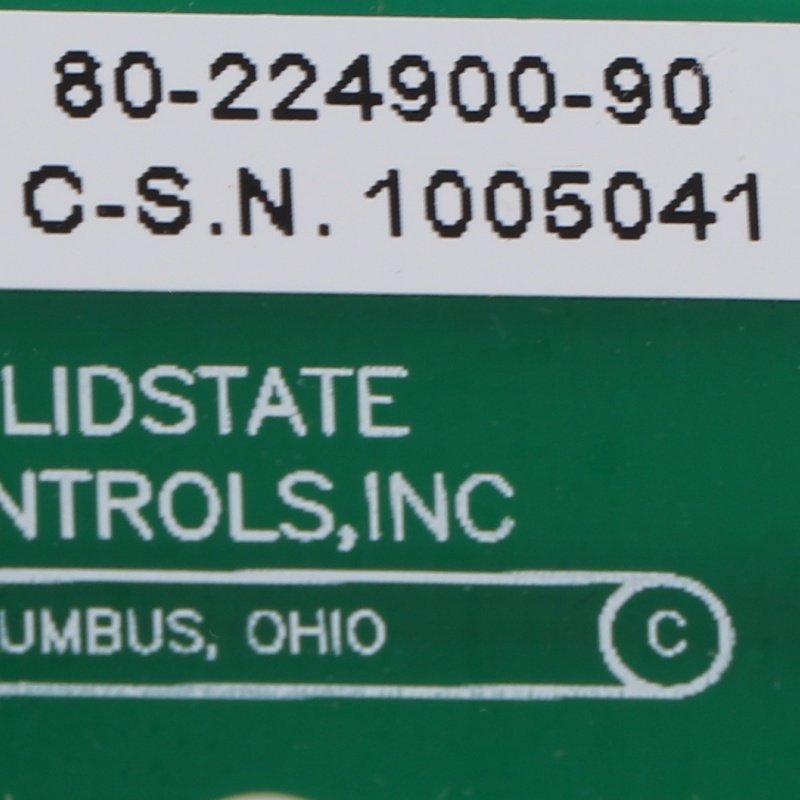 80-224900-90
C-S.N. 1005041
LIDSTATE
NTROLS,INC
UMBUS, OHIO
C